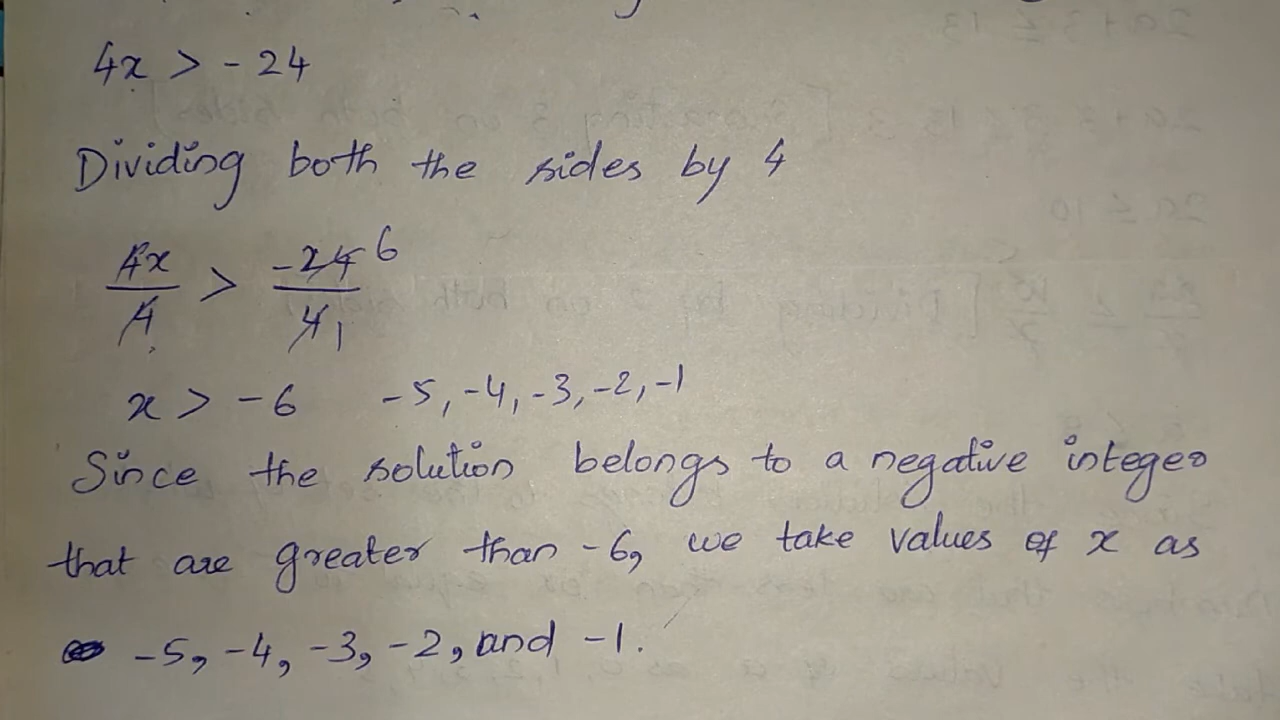 4x > - 24
Dividing both the sides by 4
4x/4 > -24/4 6 1
x > -6 -5, -4, -3, -2, -1
Since the solution belongs to a negative integer
that are greater than -6, we take values of x as
-5, -4, -3, -2, and -1.